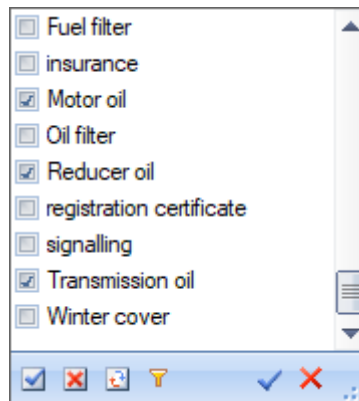 Fuel filter
insurance
Motor oil
Oil filter
Reducer oil
registration certificate
signalling
Transmission oil
Winter cover